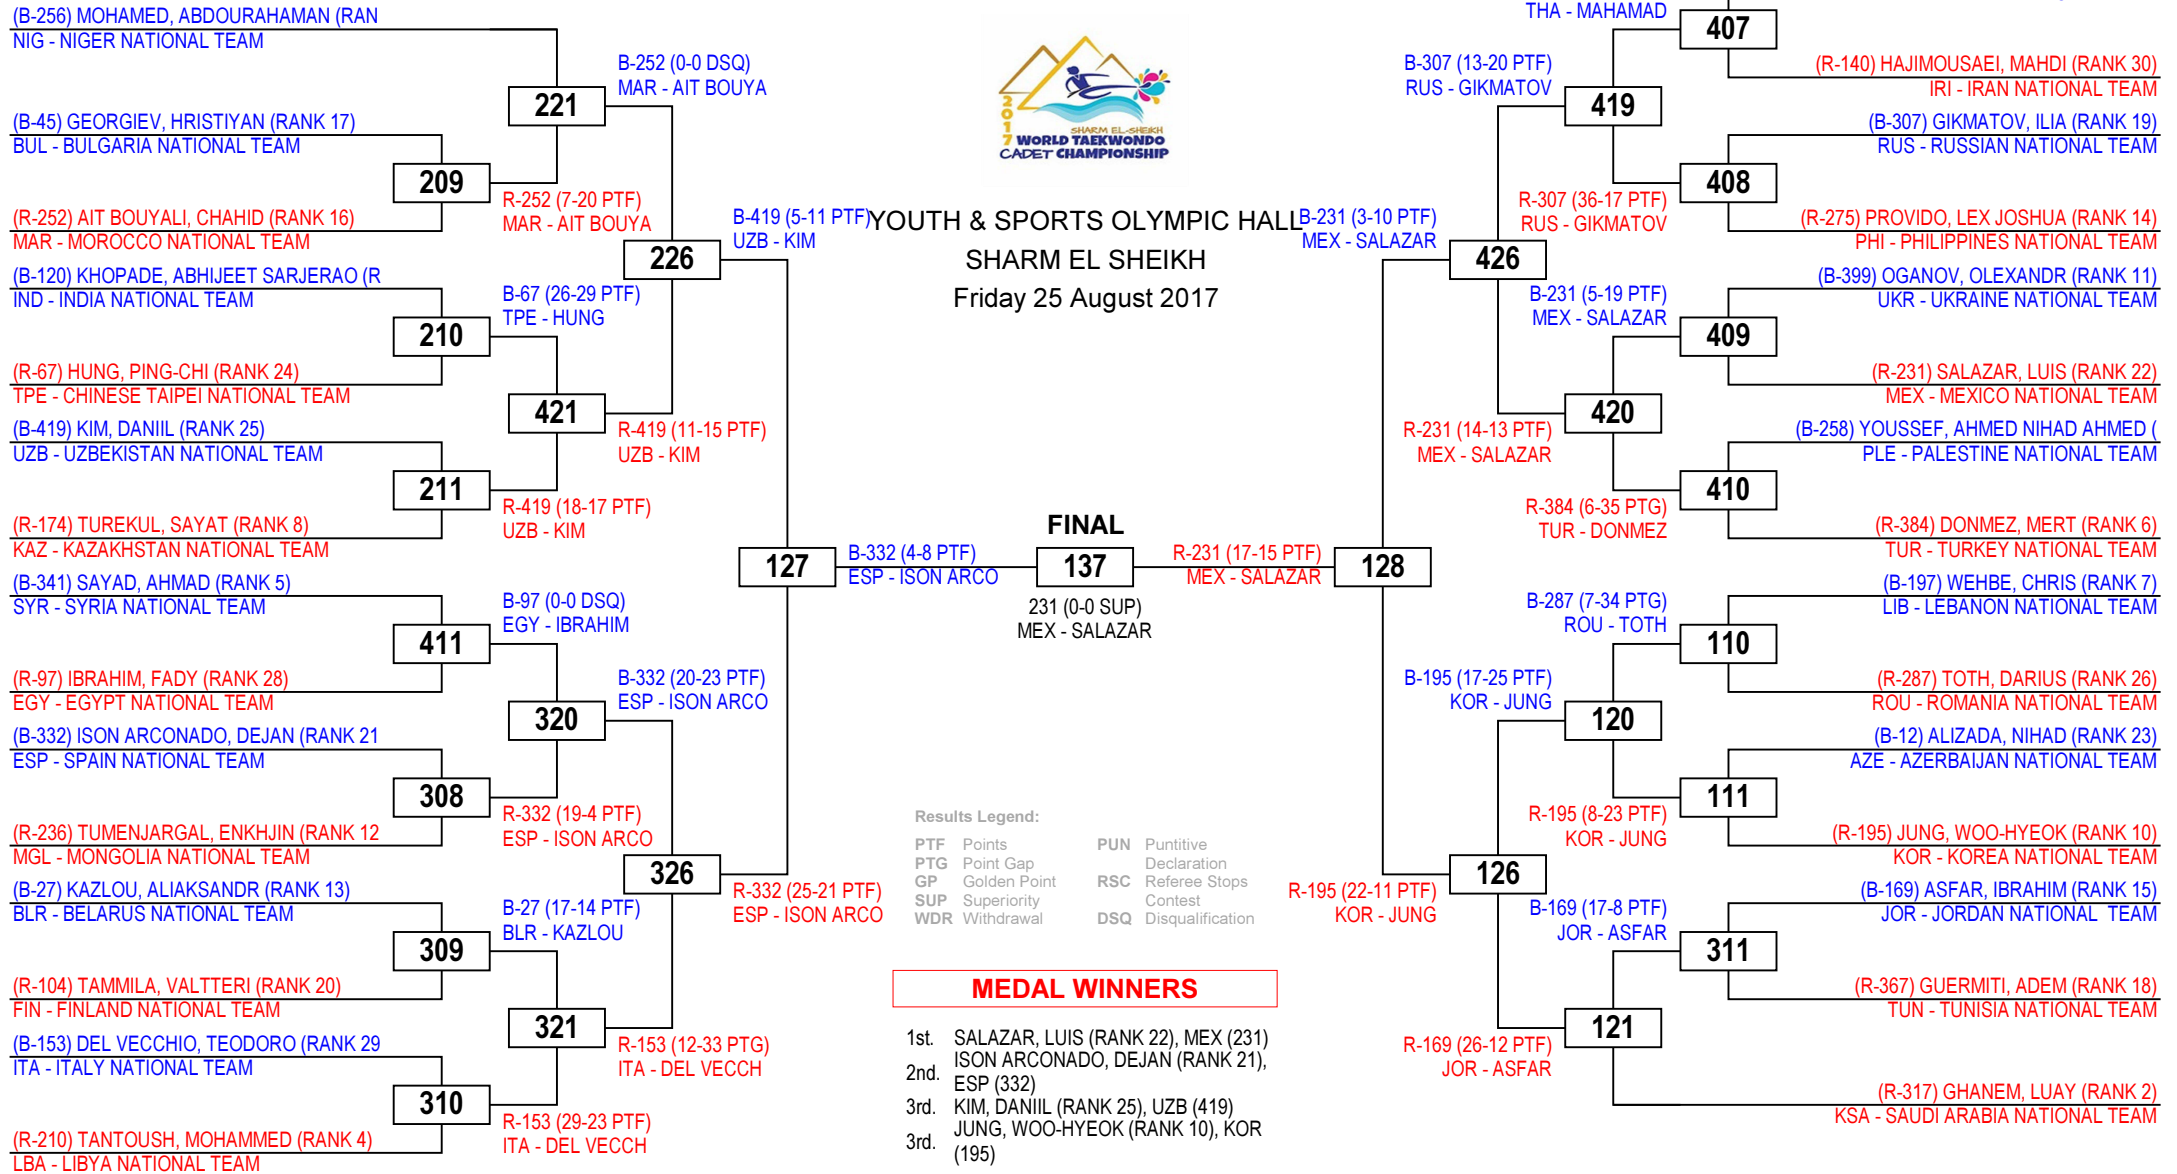 (B-256) MOHAMED, ABDOURAHAMAN (RAN
NIG - NIGER NATIONAL TEAM
(B-45) GEORGIEV, HRISTIYAN (RANK 17)
BUL - BULGARIA NATIONAL TEAM
(R-252) AIT BOUYALI, CHAHID (RANK 16)
MAR - MOROCCO NATIONAL TEAM
(B-120) KHOPADE, ABHIJEET SARJERAO (R
IND - INDIA NATIONAL TEAM
(R-67) HUNG, PING-CHI (RANK 24)
TPE - CHINESE TAIPEI NATIONAL TEAM
(B-419) KIM, DANIIL (RANK 25)
UZB - UZBEKISTAN NATIONAL TEAM
(R-174) TUREKUL, SAYAT (RANK 8)
KAZ - KAZAKHSTAN NATIONAL TEAM
(B-341) SAYAD, AHMAD (RANK 5)
SYR - SYRIA NATIONAL TEAM
(R-97) IBRAHIM, FADY (RANK 28)
EGY - EGYPT NATIONAL TEAM
(B-332) ISON ARCONADO, DEJAN (RANK 21
ESP - SPAIN NATIONAL TEAM
(R-236) TUMENJARGAL, ENKHJIN (RANK 12
MGL - MONGOLIA NATIONAL TEAM
(B-27) KAZLOU, ALIAKSANDR (RANK 13)
BLR - BELARUS NATIONAL TEAM
(R-104) TAMMILA, VALTTERI (RANK 20)
FIN - FINLAND NATIONAL TEAM
(B-153) DEL VECCHIO, TEODORO (RANK 29
ITA - ITALY NATIONAL TEAM
(R-210) TANTOUSH, MOHAMMED (RANK 4)
LBA - LIBYA NATIONAL TEAM
209
210
211
411
308
309
310
R-252 (7-20 PTF)
MAR - AIT BOUYA
B-67 (26-29 PTF)
TPE - HUNG
R-419 (18-17 PTF)
UZB - KIM
B-97 (0-0 DSQ)
EGY - IBRAHIM
R-332 (19-4 PTF)
ESP - ISON ARCO
B-27 (17-14 PTF)
BLR - KAZLOU
R-153 (29-23 PTF)
ITA - DEL VECCH
221
421
320
321
B-252 (0-0 DSQ)
MAR - AIT BOUYA
R-419 (11-15 PTF)
UZB - KIM
B-332 (20-23 PTF)
ESP - ISON ARCO
R-153 (12-33 PTG)
ITA - DEL VECCH
226
326
B-419 (5-11 PTF)
UZB - KIM
R-332 (25-21 PTF)
ESP - ISON ARCO
127
B-332 (4-8 PTF)
ESP - ISON ARCO
2017
SHARM EL-SHEIKH
WORLD TAEKWONDO
CADET CHAMPIONSHIP
YOUTH & SPORTS OLYMPIC HALL
SHARM EL SHEIKH
Friday 25 August 2017
FINAL
137
231 (0-0 SUP)
MEX - SALAZAR
Results Legend:
PTF Points
PTG Point Gap
GP Golden Point
SUP Superiority
WDR Withdrawal
PUN Puntitive
Declaration
RSC Referee Stops
Contest
DSQ Disqualification
MEDAL WINNERS
1st. SALAZAR, LUIS (RANK 22), MEX (231)
2nd. ISON ARCONADO, DEJAN (RANK 21),
ESP (332)
3rd. KIM, DANIIL (RANK 25), UZB (419)
3rd. JUNG, WOO-HYEOK (RANK 10), KOR
(195)
R-231 (17-15 PTF)
MEX - SALAZAR
128
B-231 (3-10 PTF)
MEX - SALAZAR
R-195 (22-11 PTF)
KOR - JUNG
426
126
B-307 (13-20 PTF)
RUS - GIKMATOV
R-231 (14-13 PTF)
MEX - SALAZAR
B-195 (17-25 PTF)
KOR - JUNG
R-169 (26-12 PTF)
JOR - ASFAR
419
420
120
121
THA - MAHAMAD
R-307 (36-17 PTF)
RUS - GIKMATOV
B-231 (5-19 PTF)
MEX - SALAZAR
R-384 (6-35 PTG)
TUR - DONMEZ
B-287 (7-34 PTG)
ROU - TOTH
R-195 (8-23 PTF)
KOR - JUNG
B-169 (17-8 PTF)
JOR - ASFAR
407
408
409
410
110
111
311
(R-140) HAJIMOUSAEI, MAHDI (RANK 30)
IRI - IRAN NATIONAL TEAM
(B-307) GIKMATOV, ILIA (RANK 19)
RUS - RUSSIAN NATIONAL TEAM
(R-275) PROVIDO, LEX JOSHUA (RANK 14)
PHI - PHILIPPINES NATIONAL TEAM
(B-399) OGANOV, OLEXANDR (RANK 11)
UKR - UKRAINE NATIONAL TEAM
(R-231) SALAZAR, LUIS (RANK 22)
MEX - MEXICO NATIONAL TEAM
(B-258) YOUSSEF, AHMED NIHAD AHMED (
PLE - PALESTINE NATIONAL TEAM
(R-384) DONMEZ, MERT (RANK 6)
TUR - TURKEY NATIONAL TEAM
(B-197) WEHBE, CHRIS (RANK 7)
LIB - LEBANON NATIONAL TEAM
(R-287) TOTH, DARIUS (RANK 26)
ROU - ROMANIA NATIONAL TEAM
(B-12) ALIZADA, NIHAD (RANK 23)
AZE - AZERBAIJAN NATIONAL TEAM
(R-195) JUNG, WOO-HYEOK (RANK 10)
KOR - KOREA NATIONAL TEAM
(B-169) ASFAR, IBRAHIM (RANK 15)
JOR - JORDAN NATIONAL TEAM
(R-367) GUERMITI, ADEM (RANK 18)
TUN - TUNISIA NATIONAL TEAM
(R-317) GHANEM, LUAY (RANK 2)
KSA - SAUDI ARABIA NATIONAL TEAM